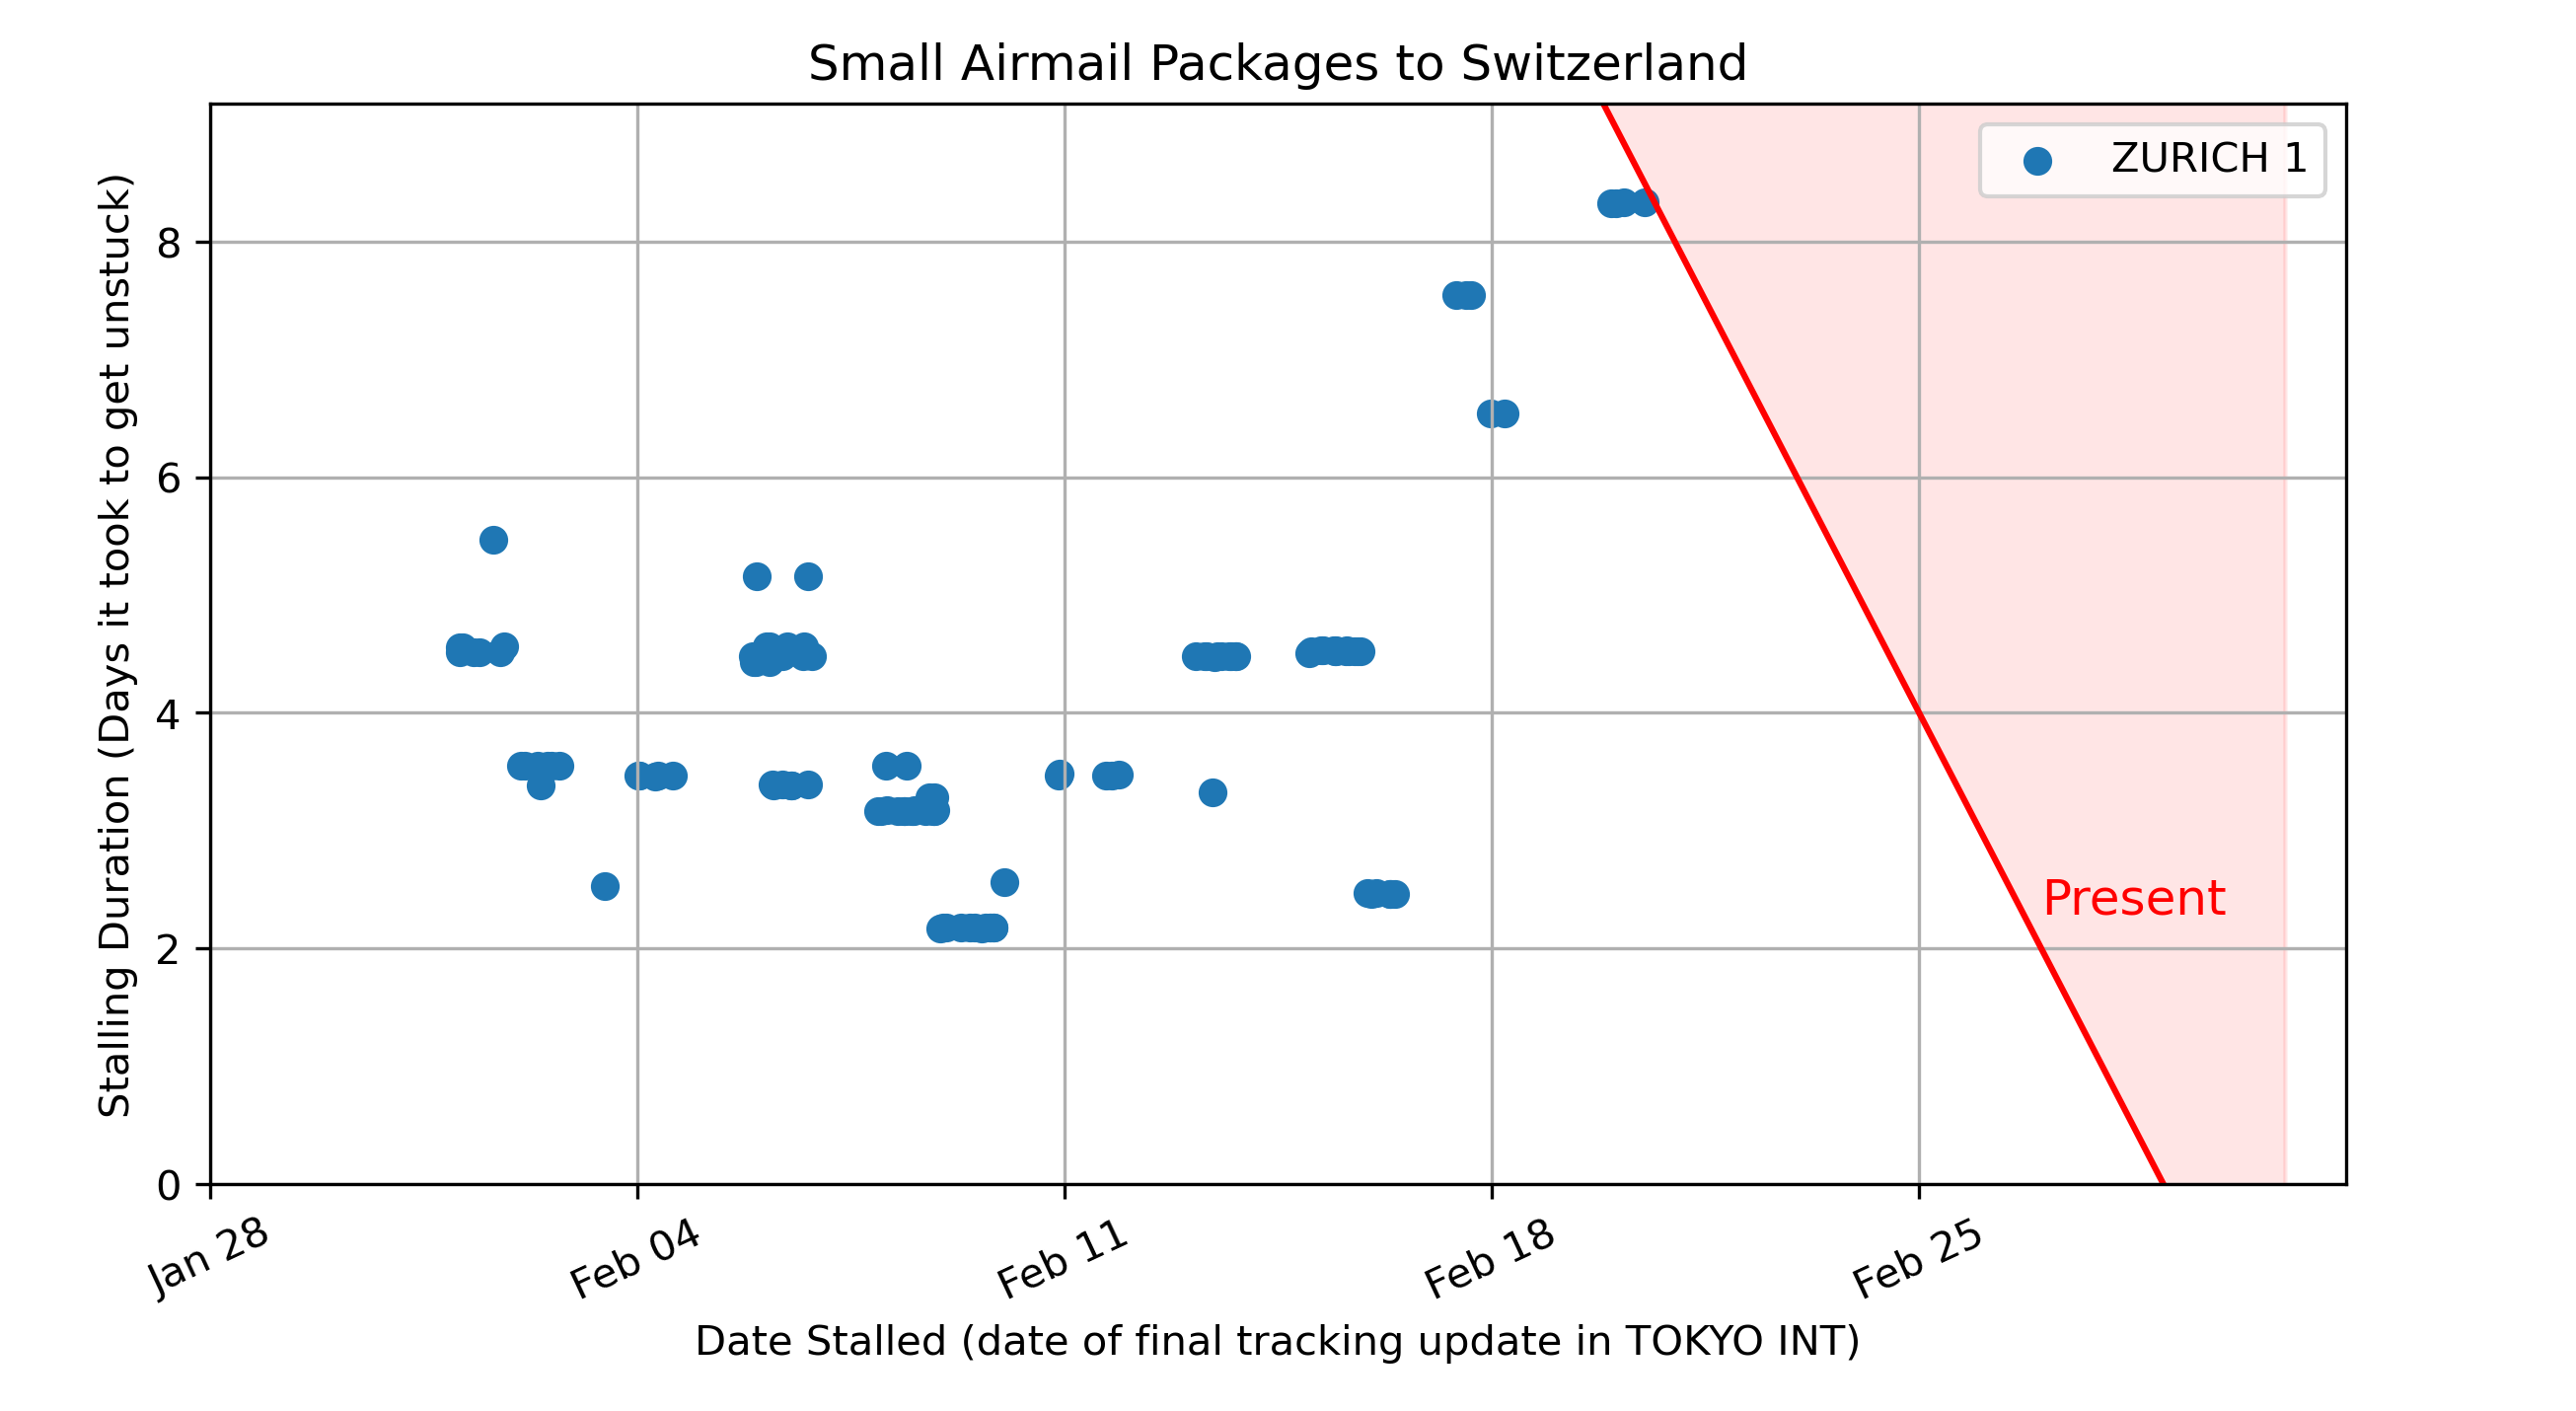 Small Airmail Packages to Switzerland
ZURICH 1
Stalling Duration (Days it took to get unstuck)
8
6
4
2
0
Present
Jan 28
Feb 04
Feb 11
Feb 18
Feb 25
Date Stalled (date of final tracking update in TOKYO INT)